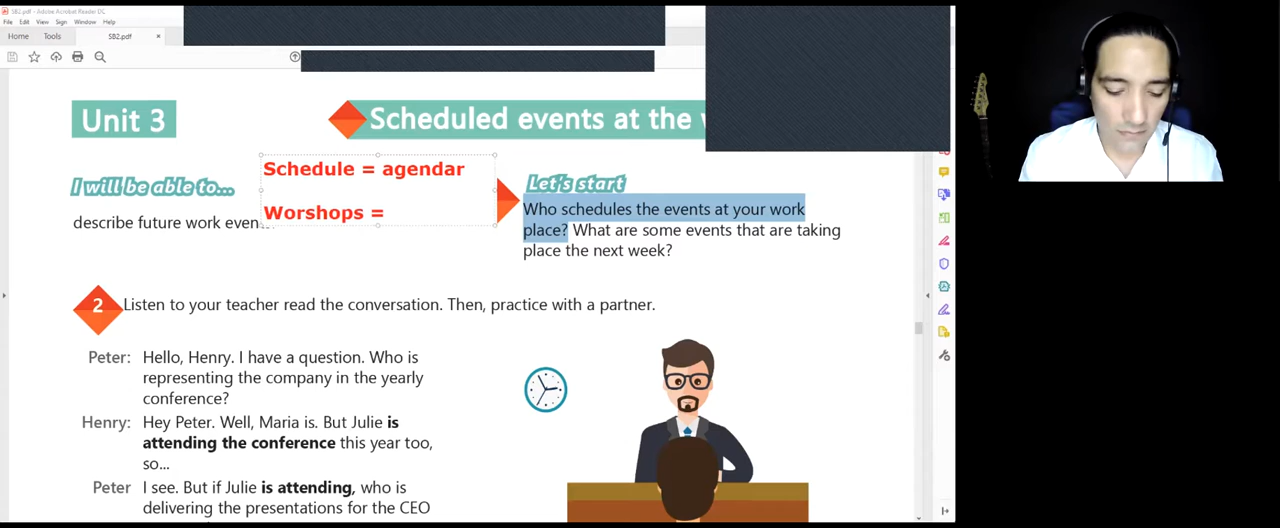 SB2.pdf - Adobe Acrobat Reader DC
File Edit View Sign Window Help
Home Tools SB2.pdf ×
Unit 3
Scheduled events at the
Schedule = agendar
Worshops =
I will be able to...
describe future work even
Let's start
Who schedules the events at your work
place? What are some events that are taking
place the next week?
2 Listen to your teacher read the conversation. Then, practice with a partner.
Peter: Hello, Henry. I have a question. Who is
representing the company in the yearly
conference?
Henry: Hey Peter. Well, Maria is. But Julie is
attending the conference this year too,
so...
Peter I see. But if Julie is attending, who is
delivering the presentations for the CEO